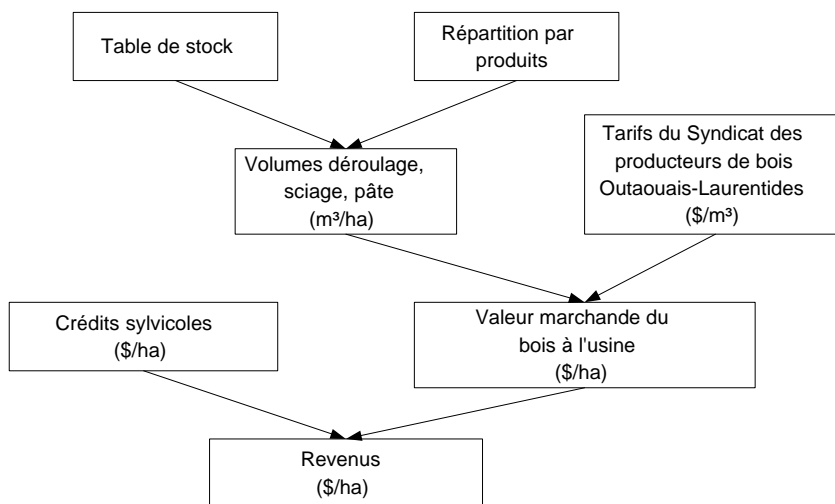 Table de stock
Répartition par
produits
Volumes déroulage,
sciage, pâte
(m³/ha)
Tarifs du Syndicat des
producteurs de bois
Outaouais-Laurentides
($/m³)
Crédits sylvicoles
($/ha)
Valeur marchande du
bois à l'usine
($/ha)
Revenus
($/ha)